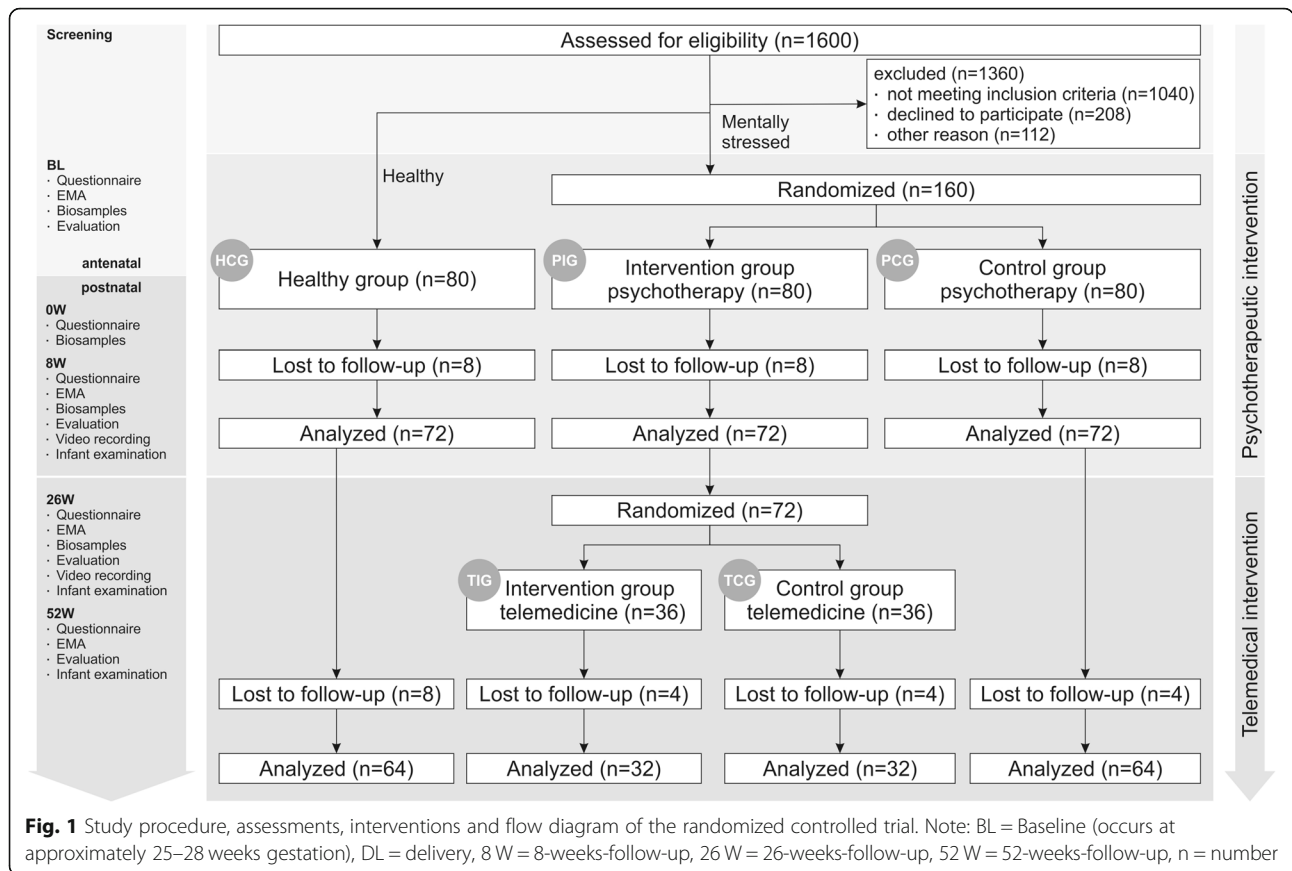 Screening
Assessed for eligibility (n=1600)
excluded (n=1360)
· not meeting inclusion criteria (n=1040)
· declined to participate (n=208)
· other reason (n=112)
Mentally
stressed
Healthy
BL
· Questionnaire
· EMA
· Biosamples
· Evaluation
Randomized (n=160)
antenatal
postnatal
HCG
Healthy group (n=80)
PIG
Intervention group
psychotherapy (n=80)
PCG
Control group
psychotherapy (n=80)
0W
· Questionnaire
· Biosamples
8W
· Questionnaire
· EMA
· Biosamples
· Evaluation
· Video recording
· Infant examination
Lost to follow-up (n=8)
Lost to follow-up (n=8)
Lost to follow-up (n=8)
Analyzed (n=72)
Analyzed (n=72)
Analyzed (n=72)
Psychotherapeutic intervention
26W
· Questionnaire
· EMA
· Biosamples
· Evaluation
· Video recording
· Infant examination
52W
· Questionnaire
· EMA
· Evaluation
· Infant examination
Randomized (n=72)
TIG
Intervention group
telemedicine (n=36)
TCG
Control group
telemedicine (n=36)
Lost to follow-up (n=8)
Lost to follow-up (n=4)
Lost to follow-up (n=4)
Lost to follow-up (n=4)
Analyzed (n=64)
Analyzed (n=32)
Analyzed (n=32)
Analyzed (n=64)
Telemedical intervention
Fig. 1 Study procedure, assessments, interventions and flow diagram of the randomized controlled trial. Note: BL = Baseline (occurs at
approximately 25–28 weeks gestation), DL = delivery, 8 W = 8-weeks-follow-up, 26 W = 26-weeks-follow-up, 52 W = 52-weeks-follow-up, n = number